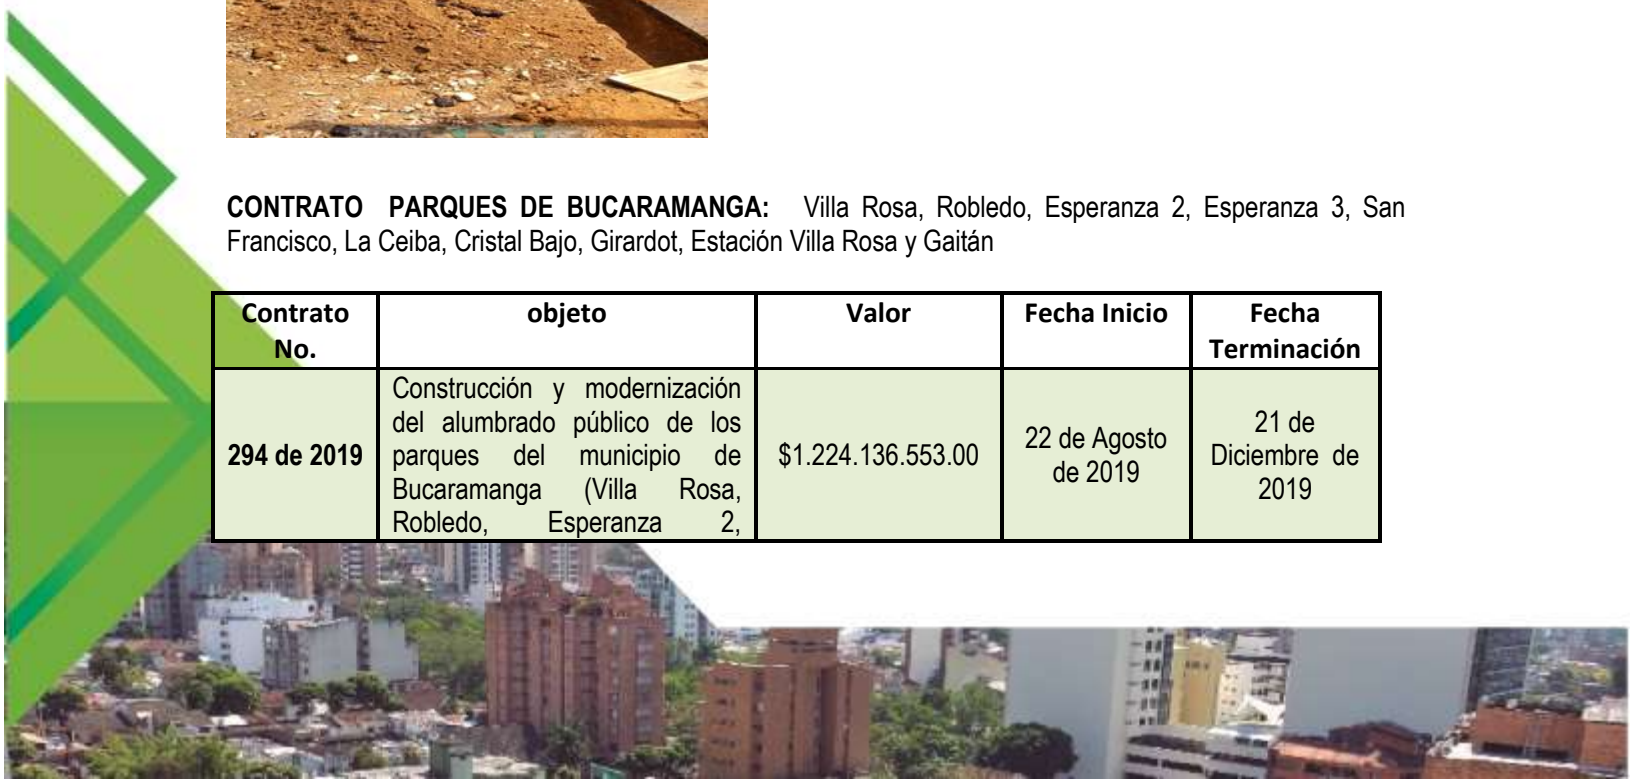 CONTRATO PARQUES DE BUCARAMANGA: Villa Rosa, Robledo, Esperanza 2, Esperanza 3, San
Francisco, La Ceiba, Cristal Bajo, Girardot, Estación Villa Rosa y Gaitán
Contrato No.
objeto
Valor
Fecha Inicio
Fecha Terminación
294 de 2019
Construcción y modernización
del alumbrado público de los
parques del municipio de
Bucaramanga (Villa Rosa,
Robledo, Esperanza 2,
$1.224.136.553.00
22 de Agosto
de 2019
21 de
Diciembre de
2019